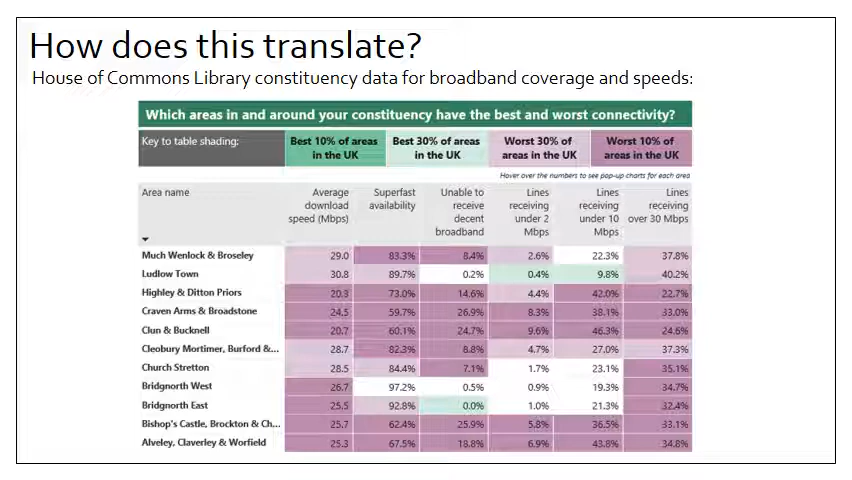 How does this translate?
House of Commons Library constituency data for broadband coverage and speeds:
Which areas in and around your constituency have the best and worst connectivity?
Key to table shading: Best 10% of areas in the UK Best 30% of areas in the UK Worst 30% of areas in the UK Worst 10% of areas in the UK
Hover over the numbers to see pop-up charts for each area
Area name Average download speed (Mbps) Superfast availability Unable to receive decent broadband Lines receiving under 2 Mbps Lines receiving under 10 Mbps Lines receiving over 30 Mbps
Much Wenlock & Broseley 29.0 83.3% 8.4% 2.6% 22.3% 37.8%
Ludlow Town 30.8 89.7% 0.2% 0.4% 9.8% 40.2%
Highley & Ditton Priors 20.3 73.0% 14.6% 4.4% 42.0% 22.7%
Craven Arms & Broadstone 24.5 59.7% 26.9% 8.3% 38.1% 33.0%
Clun & Bucknell 20.7 60.1% 24.7% 9.6% 46.3% 24.6%
Cleobury Mortimer, Burford &... 28.7 82.3% 8.8% 4.7% 27.0% 37.3%
Church Stretton 28.5 84.4% 7.1% 1.7% 23.1% 35.1%
Bridgnorth West 26.7 97.2% 0.5% 0.9% 19.3% 34.7%
Bridgnorth East 25.5 92.8% 0.0% 1.0% 21.3% 32.4%
Bishop's Castle, Brockton & Ch... 25.7 62.4% 25.9% 5.8% 36.5% 33.1%
Alveley, Claverley & Worfield 25.3 67.5% 18.8% 6.9% 43.8% 34.8%